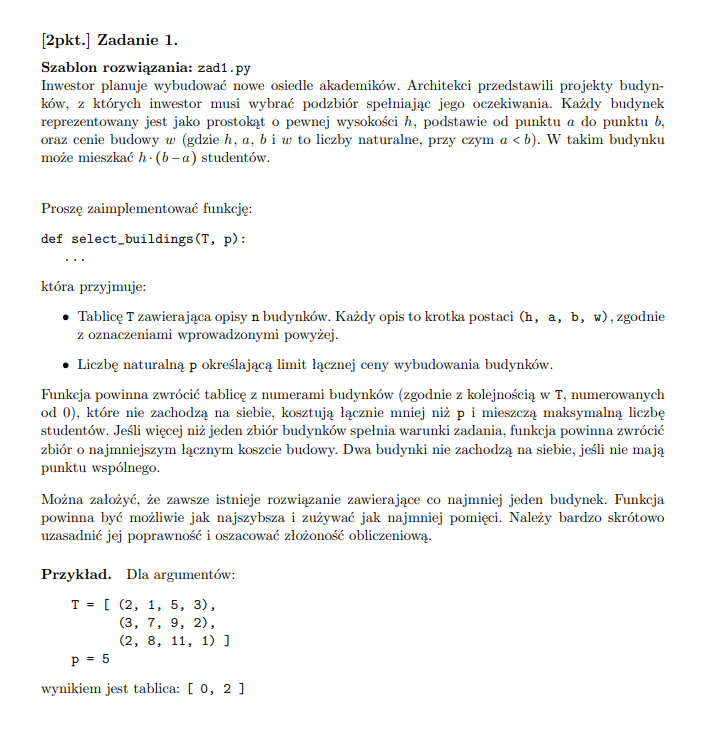 [2pkt.] Zadanie 1.
Szablon rozwiązania: zad1.py
Inwestor planuje wybudować nowe osiedle akademików. Architekci przedstawili projekty budyn-
ków, z których inwestor musi wybrać podzbiór spełniając jego oczekiwania. Każdy budynek
reprezentowany jest jako prostokąt o pewnej wysokości h, podstawie od punktu a do punktu b,
oraz cenie budowy w (gdzie h, a, b i w to liczby naturalne, przy czym a < b). W takim budynku
może mieszkać h · (b − a) studentów.
Proszę zaimplementować funkcję:
def select_buildings(T, p):
...
która przyjmuje:
• Tablicę T zawierająca opisy n budynków. Każdy opis to krotka postaci (h, a, b, w), zgodnie
z oznaczeniami wprowadzonymi powyżej.
• Liczbę naturalną p określającą limit łącznej ceny wybudowania budynków.
Funkcja powinna zwrócić tablicę z numerami budynków (zgodnie z kolejnością w T, numerowanych
od 0), które nie zachodzą na siebie, kosztują łącznie mniej niż p i mieszczą maksymalną liczbę
studentów. Jeśli więcej niż jeden zbiór budynków spełnia warunki zadania, funkcja powinna zwrócić
zbiór o najmniejszym łącznym koszcie budowy. Dwa budynki nie zachodzą na siebie, jeśli nie mają
punktu wspólnego.
Można założyć, że zawsze istnieje rozwiązanie zawierające co najmniej jeden budynek. Funkcja
powinna być możliwie jak najszybsza i zużywać jak najmniej pomięci. Należy bardzo skrótowo
uzasadnić jej poprawność i oszacować złożoność obliczeniową.
Przykład. Dla argumentów:
T = [ (2, 1, 5, 3),
(3, 7, 9, 2),
(2, 8, 11, 1) ]
p = 5
wynikiem jest tablica: [ 0, 2 ]